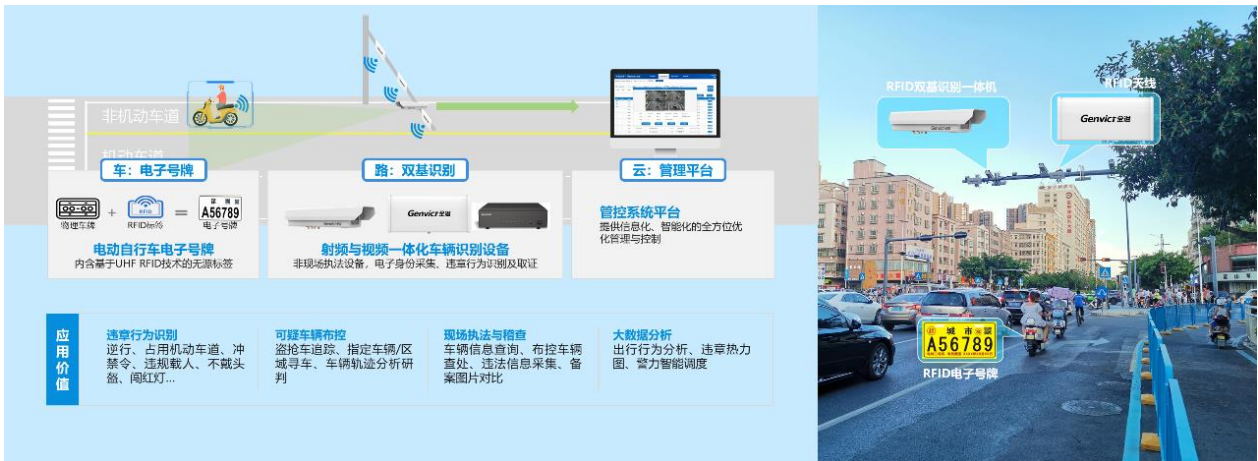 非机动车道
机动车道
车：电子号牌
路：双基识别
云：管理平台
物理车牌
+
RFID
RFID标签
=
A56789
电子号牌
电动自行车电子号牌
内含基于UHF RFID技术的无源标签
Genvict 金溢
射频与视频一体化车辆识别设备
非现场执法设备，电子身份采集、违章行为识别及取证
管控系统平台
提供信息化、智能化的全方位优
化管理与控制
应用价值
违章行为识别
逆行、占用机动车道、冲
禁令、违规载人、不戴头
盔、闯红灯...
可疑车辆布控
盗抢车追踪、指定车辆/区
域寻车、车辆轨迹分析研
判
现场执法与稽查
车辆信息查询、布控车辆
查处、违法信息采集、备
案图片对比
大数据分析
出行行为分析、违章热力
图、警力智能调度
RFID双基识别一体机
RFID天线
Genvict 金溢
城 市
A56789
RFID电子号牌